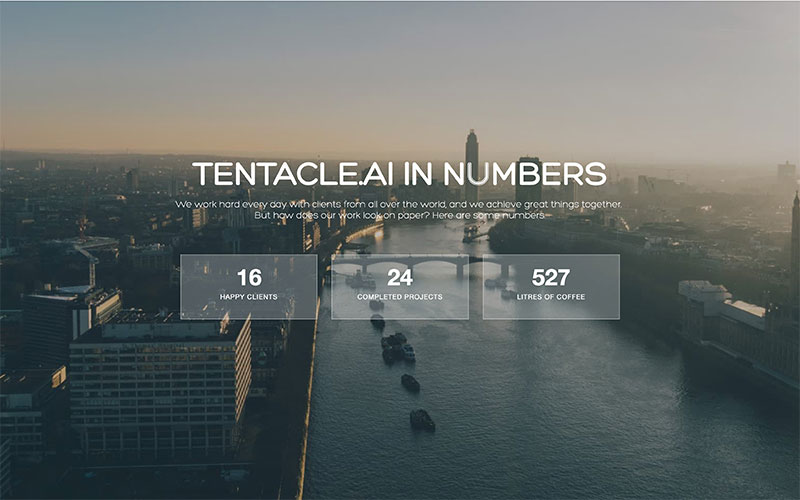 TENTACLE.AI IN NUMBERS
We work hard every day with clients from all over the world, and we achieve great things together.
But how does our work look on paper? Here are some numbers.
16
HAPPY CLIENTS
24
COMPLETED PROJECTS
527
LITRES OF COFFEE